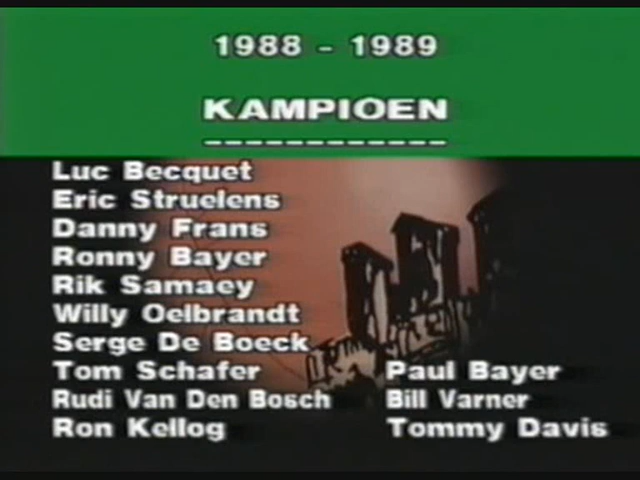 1988 - 1989
KAMPIOEN
------------
Luc Becquet
Eric Struelens
Danny Frans
Ronny Bayer
Rik Samaey
Willy Oelbrandt
Serge De Boeck
Tom Schafer
Paul Bayer
Rudi Van Den Bosch
Bill Varner
Ron Kellog
Tommy Davis